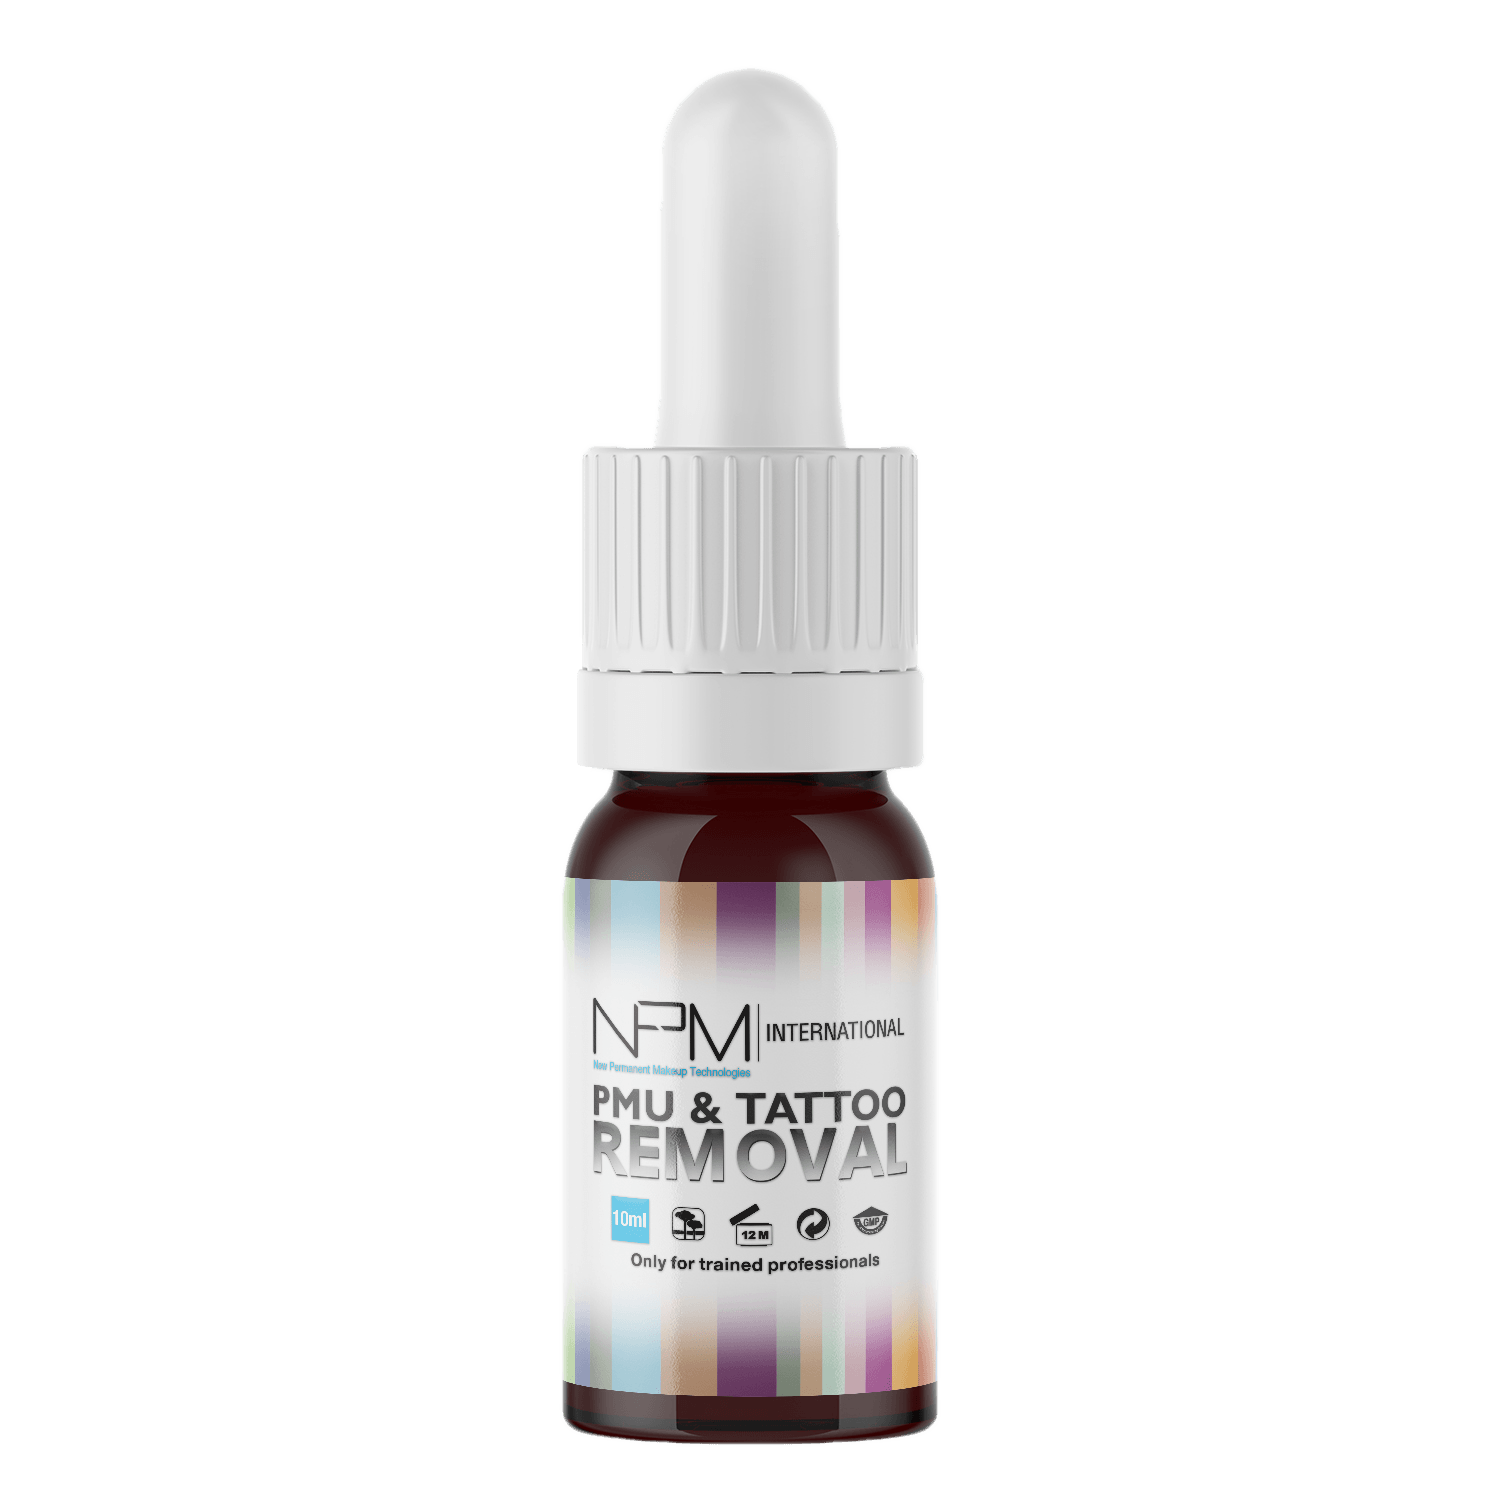 NPM INTERNATIONAL
New Permanent Makeup Technologies
PMU & TATTOO
REMOVAL
10ml 12 M GMP
Only for trained professionals